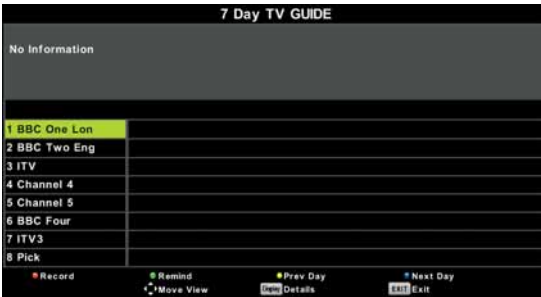 7 Day TV GUIDE
No Information
1 BBC One Lon
2 BBC Two Eng
3 ITV
4 Channel 4
5 Channel 5
6 BBC Four
7 ITV3
8 Pick
Record Remind Prev Day Next Day
Move View Details EXIT Exit